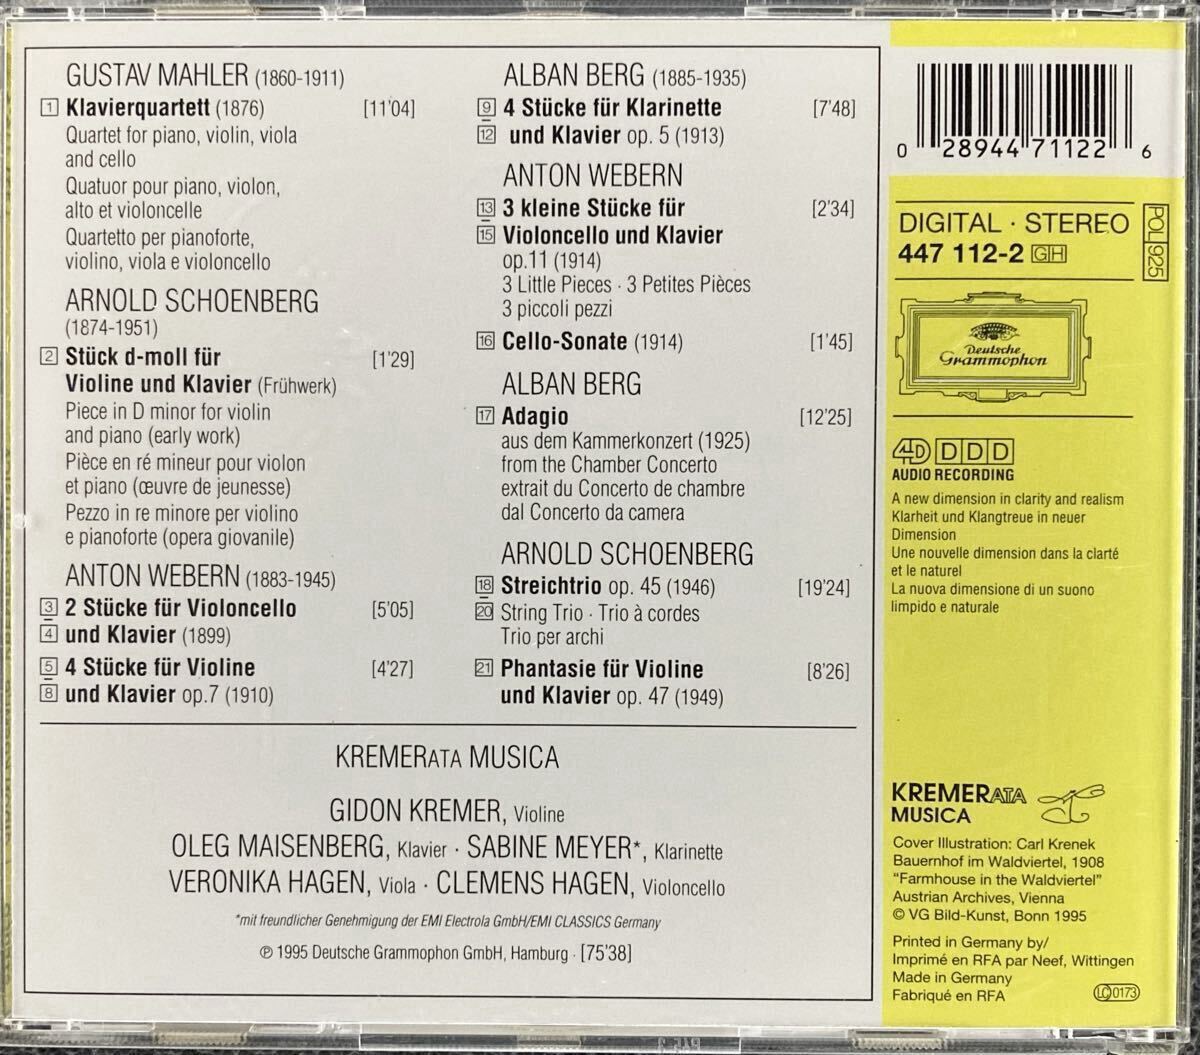 GUSTAV MAHLER (1860-1911)
1 Klavierquartett (1876) [11'04]
Quartet for piano, violin, viola
and cello
Quatuor pour piano, violon,
alto et violoncelle
Quartetto per pianoforte,
violino, viola e violoncello
ARNOLD SCHOENBERG
(1874-1951)
2 Stück d-moll für [1'29]
Violine und Klavier (Frühwerk)
Piece in D minor for violin
and piano (early work)
Pièce en ré mineur pour violon
et piano (œuvre de jeunesse)
Pezzo in re minore per violino
e pianoforte (opera giovanile)
ANTON WEBERN (1883-1945)
3 2 Stücke für Violoncello [5'05]
4 und Klavier (1899)
5 4 Stücke für Violine [4'27]
8 und Klavier op.7 (1910)
ALBAN BERG (1885-1935)
9 4 Stücke für Klarinette [7'48]
12 und Klavier op. 5 (1913)
ANTON WEBERN
13 3 kleine Stücke für [2'34]
15 Violoncello und Klavier
op.11 (1914)
3 Little Pieces · 3 Petites Pièces
3 piccoli pezzi
16 Cello-Sonate (1914) [1'45]
ALBAN BERG
17 Adagio [12'25]
aus dem Kammerkonzert (1925)
from the Chamber Concerto
extrait du Concerto de chambre
dal Concerto da camera
ARNOLD SCHOENBERG
18 Streichtrio op. 45 (1946) [19'24]
20 String Trio · Trio à cordes
Trio per archi
21 Phantasie für Violine [8'26]
und Klavier op. 47 (1949)
KREMERATA MUSICA
GIDON KREMER, Violine
OLEG MAISENBERG, Klavier · SABINE MEYER*, Klarinette
VERONIKA HAGEN, Viola · CLEMENS HAGEN, Violoncello
*mit freundlicher Genehmigung der EMI Electrola GmbH/EMI CLASSICS Germany
℗ 1995 Deutsche Grammophon GmbH, Hamburg · [75'38]
0 28944 71122 6
DIGITAL · STEREO
447 112-2 GH
POL 925
Deutsche
Grammophon
4D DDD
AUDIO RECORDING
A new dimension in clarity and realism
Klarheit und Klangtreue in neuer
Dimension
Une nouvelle dimension dans la clarté
et le naturel
La nuova dimensione di un suono
limpido e naturale
KREMERATA
MUSICA
Cover Illustration: Carl Krenek
Bauernhof im Waldviertel, 1908
"Farmhouse in the Waldviertel"
Austrian Archives, Vienna
© VG Bild-Kunst, Bonn 1995
Printed in Germany by/
Imprimé en RFA par Neef, Wittingen
Made in Germany
Fabriqué en RFA
LC 0173